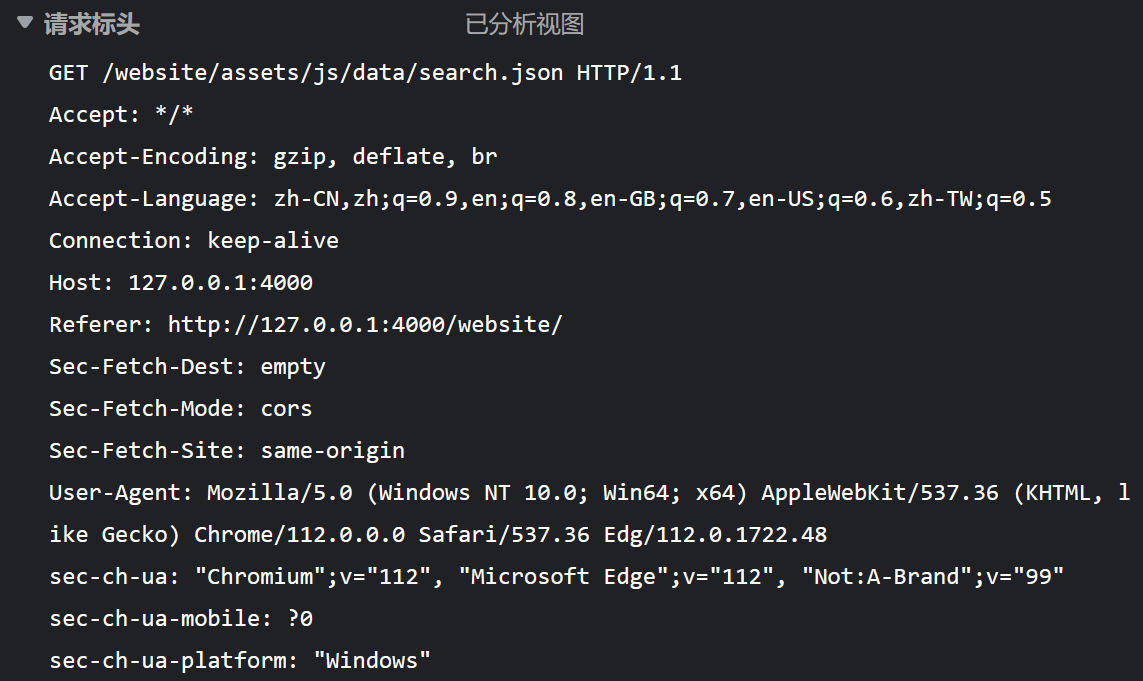 请求标头 已分析视图
GET /website/assets/js/data/search.json HTTP/1.1
Accept: */*
Accept-Encoding: gzip, deflate, br
Accept-Language: zh-CN,zh;q=0.9,en;q=0.8,en-GB;q=0.7,en-US;q=0.6,zh-TW;q=0.5
Connection: keep-alive
Host: 127.0.0.1:4000
Referer: http://127.0.0.1:4000/website/
Sec-Fetch-Dest: empty
Sec-Fetch-Mode: cors
Sec-Fetch-Site: same-origin
User-Agent: Mozilla/5.0 (Windows NT 10.0; Win64; x64) AppleWebKit/537.36 (KHTML, l
ike Gecko) Chrome/112.0.0.0 Safari/537.36 Edg/112.0.1722.48
sec-ch-ua: "Chromium";v="112", "Microsoft Edge";v="112", "Not:A-Brand";v="99"
sec-ch-ua-mobile: ?0
sec-ch-ua-platform: "Windows"